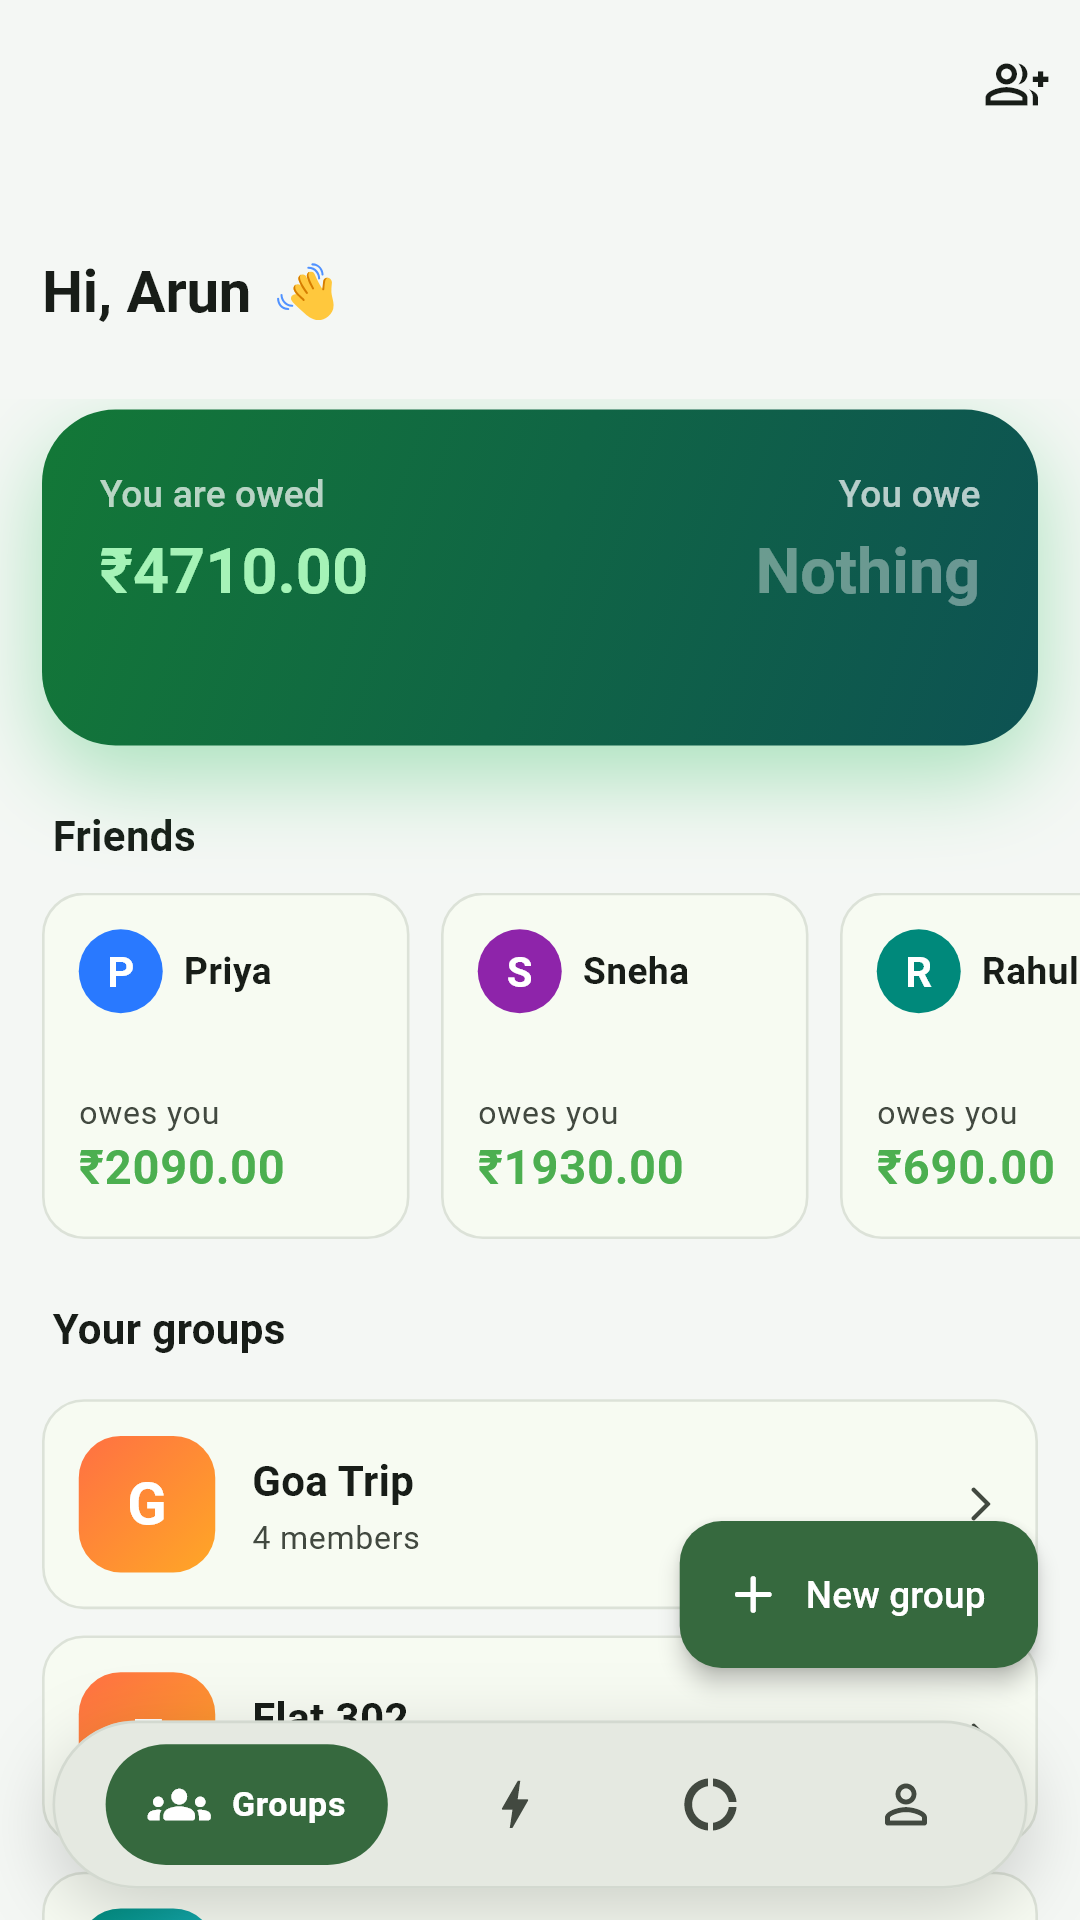 Hi, Arun 👋
You are owed
You owe
₹4710.00
Nothing
Friends
P
Priya
S
Sneha
R
Rahul
owes you
owes you
owes you
₹2090.00
₹1930.00
₹690.00
Your groups
G
Goa Trip
4 members
New group
Flat 302
Groups